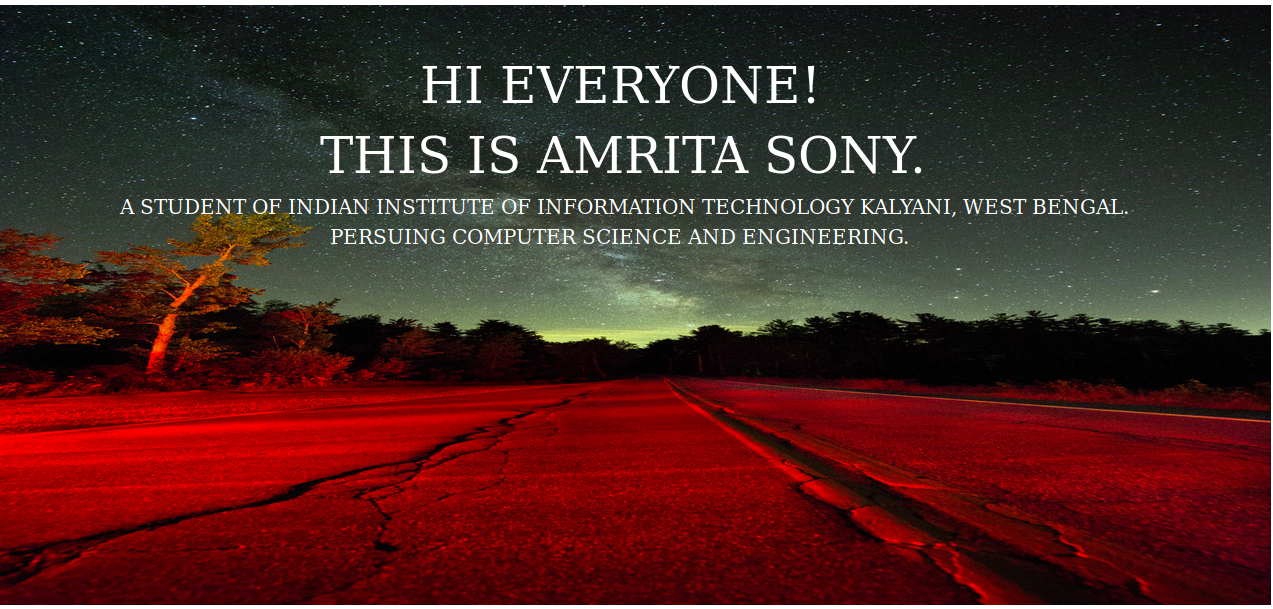 HI EVERYONE!
THIS IS AMRITA SONY.
A STUDENT OF INDIAN INSTITUTE OF INFORMATION TECHNOLOGY KALYANI, WEST BENGAL.
PERSUING COMPUTER SCIENCE AND ENGINEERING.